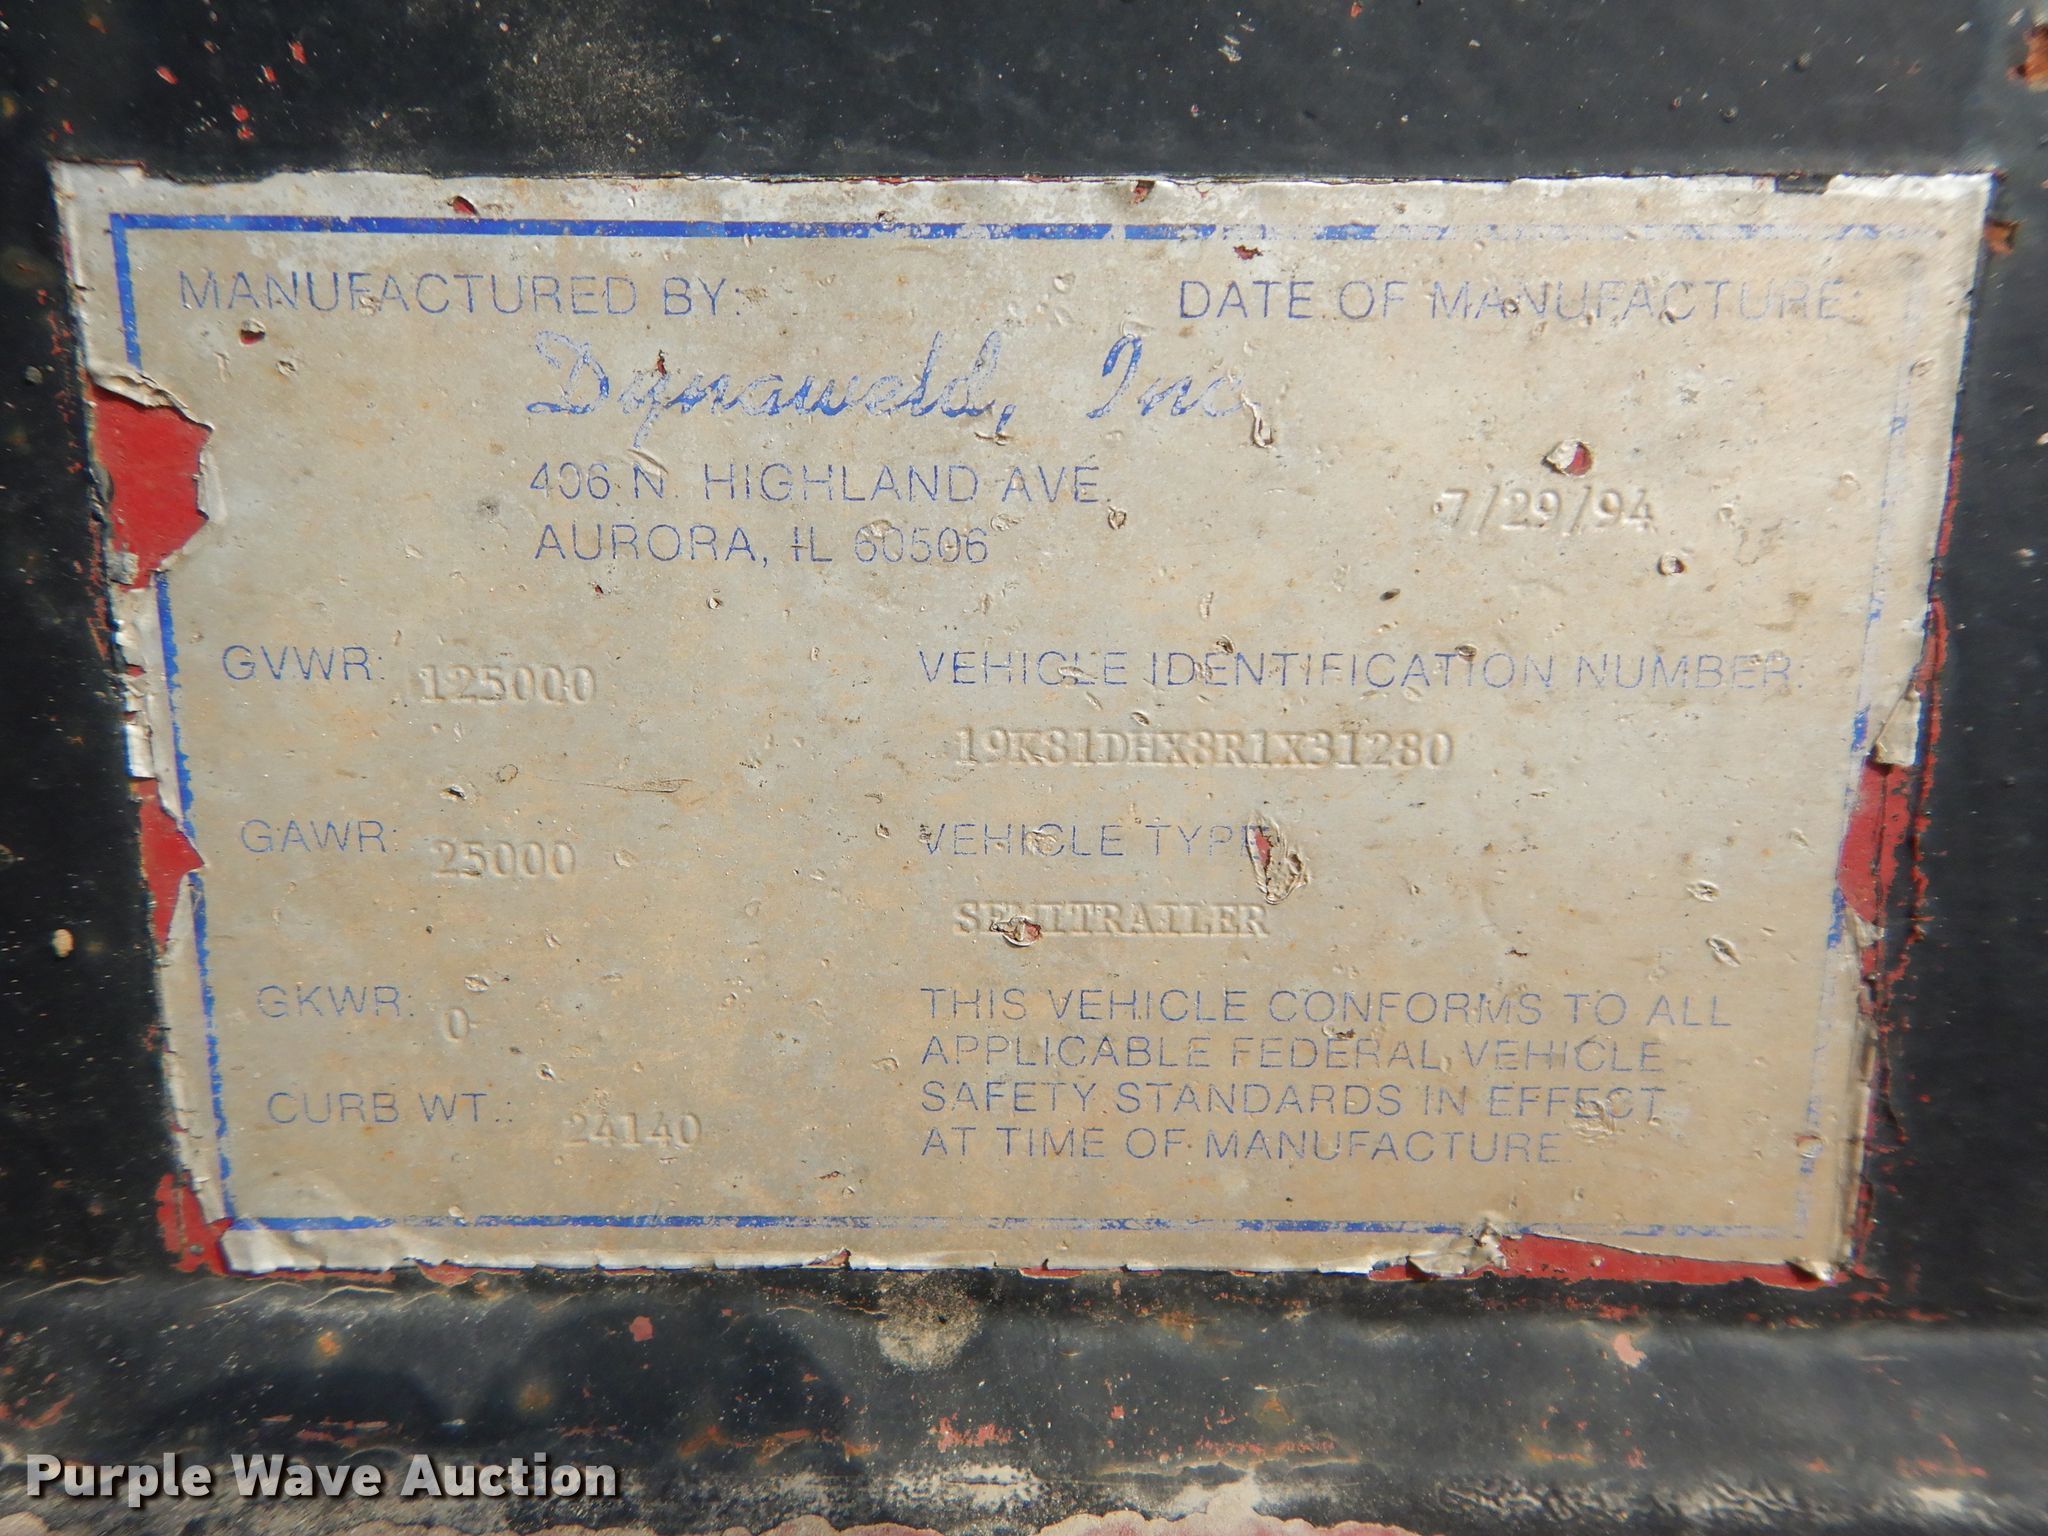 MANUFACTURED BY:
DATE OF MANUFACTURE:
Dynaweld, Inc.
406 N. HIGHLAND AVE.
AURORA, IL 60506
7/29/94
GVWR: 125000
VEHICLE IDENTIFICATION NUMBER:
19K81DHX8R1X31280
GAWR: 25000
VEHICLE TYPE
SEMITRAILER
GKWR: 0
THIS VEHICLE CONFORMS TO ALL
APPLICABLE FEDERAL VEHICLE
SAFETY STANDARDS IN EFFECT
AT TIME OF MANUFACTURE.
CURB WT.: 24140
Purple Wave Auction